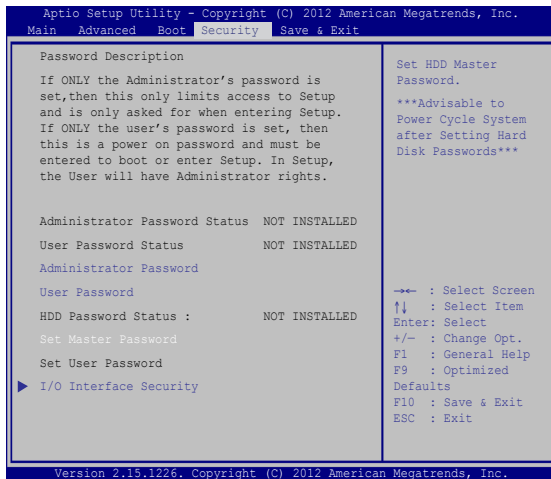 Aptio Setup Utility - Copyright (C) 2012 American Megatrends, Inc.
Main Advanced Boot Security Save & Exit
Password Description
If ONLY the Administrator's password is
set,then this only limits access to Setup
and is only asked for when entering Setup.
If ONLY the user's password is set, then
this is a power on password and must be
entered to boot or enter Setup. In Setup,
the User will have Administrator rights.
Administrator Password Status NOT INSTALLED
User Password Status NOT INSTALLED
Administrator Password
User Password
HDD Password Status : NOT INSTALLED
Set Master Password
Set User Password
I/O Interface Security
Set HDD Master
Password.
***Advisable to
Power Cycle System
after Setting Hard
Disk Passwords***
→← : Select Screen
↑↓ : Select Item
Enter: Select
+/— : Change Opt.
F1 : General Help
F9 : Optimized
Defaults
F10 : Save & Exit
ESC : Exit
Version 2.15.1226. Copyright (C) 2012 American Megatrends, Inc.